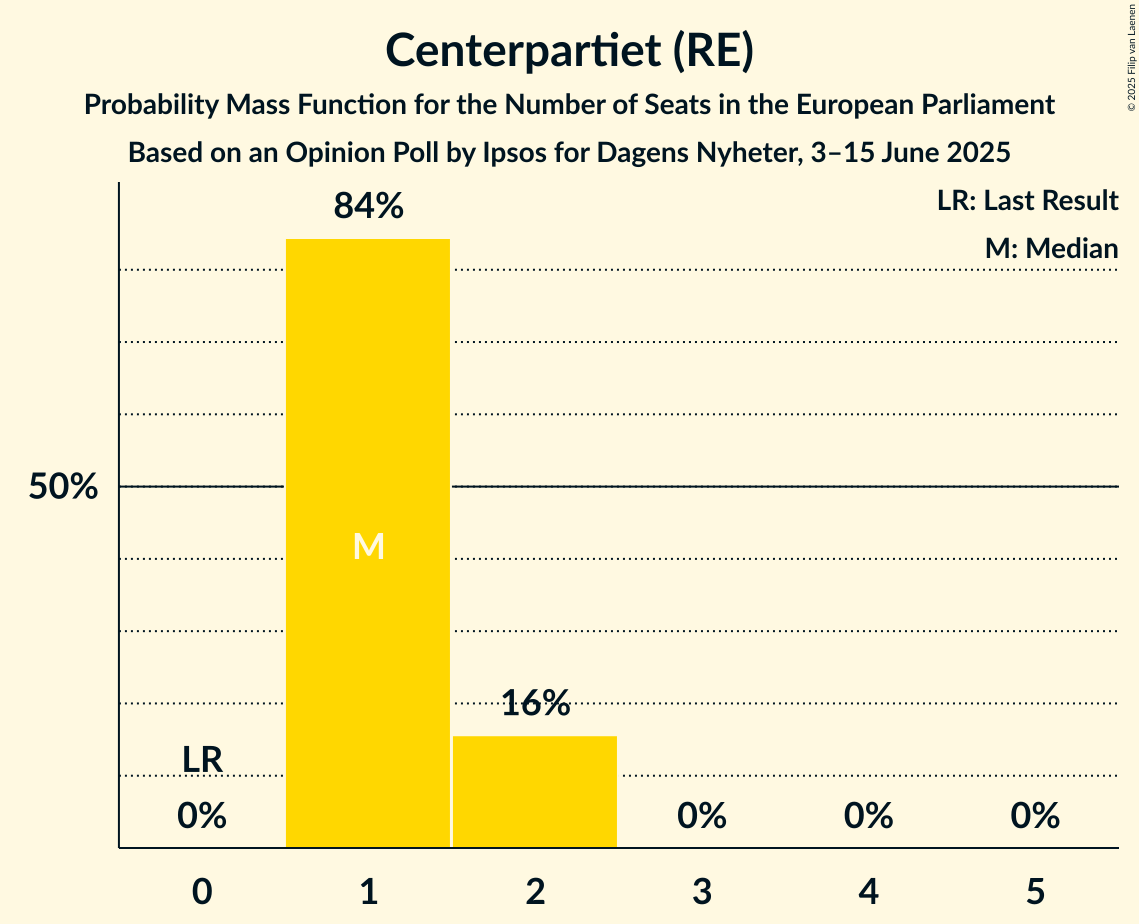 Centerpartiet (RE)
Probability Mass Function for the Number of Seats in the European Parliament
Based on an Opinion Poll by Ipsos for Dagens Nyheter, 3–15 June 2025
© 2025 Filip van Laenen
LR: Last Result
M: Median
84%
50%
M
16%
LR
0%
0%
0%
0%
0
1
2
3
4
5